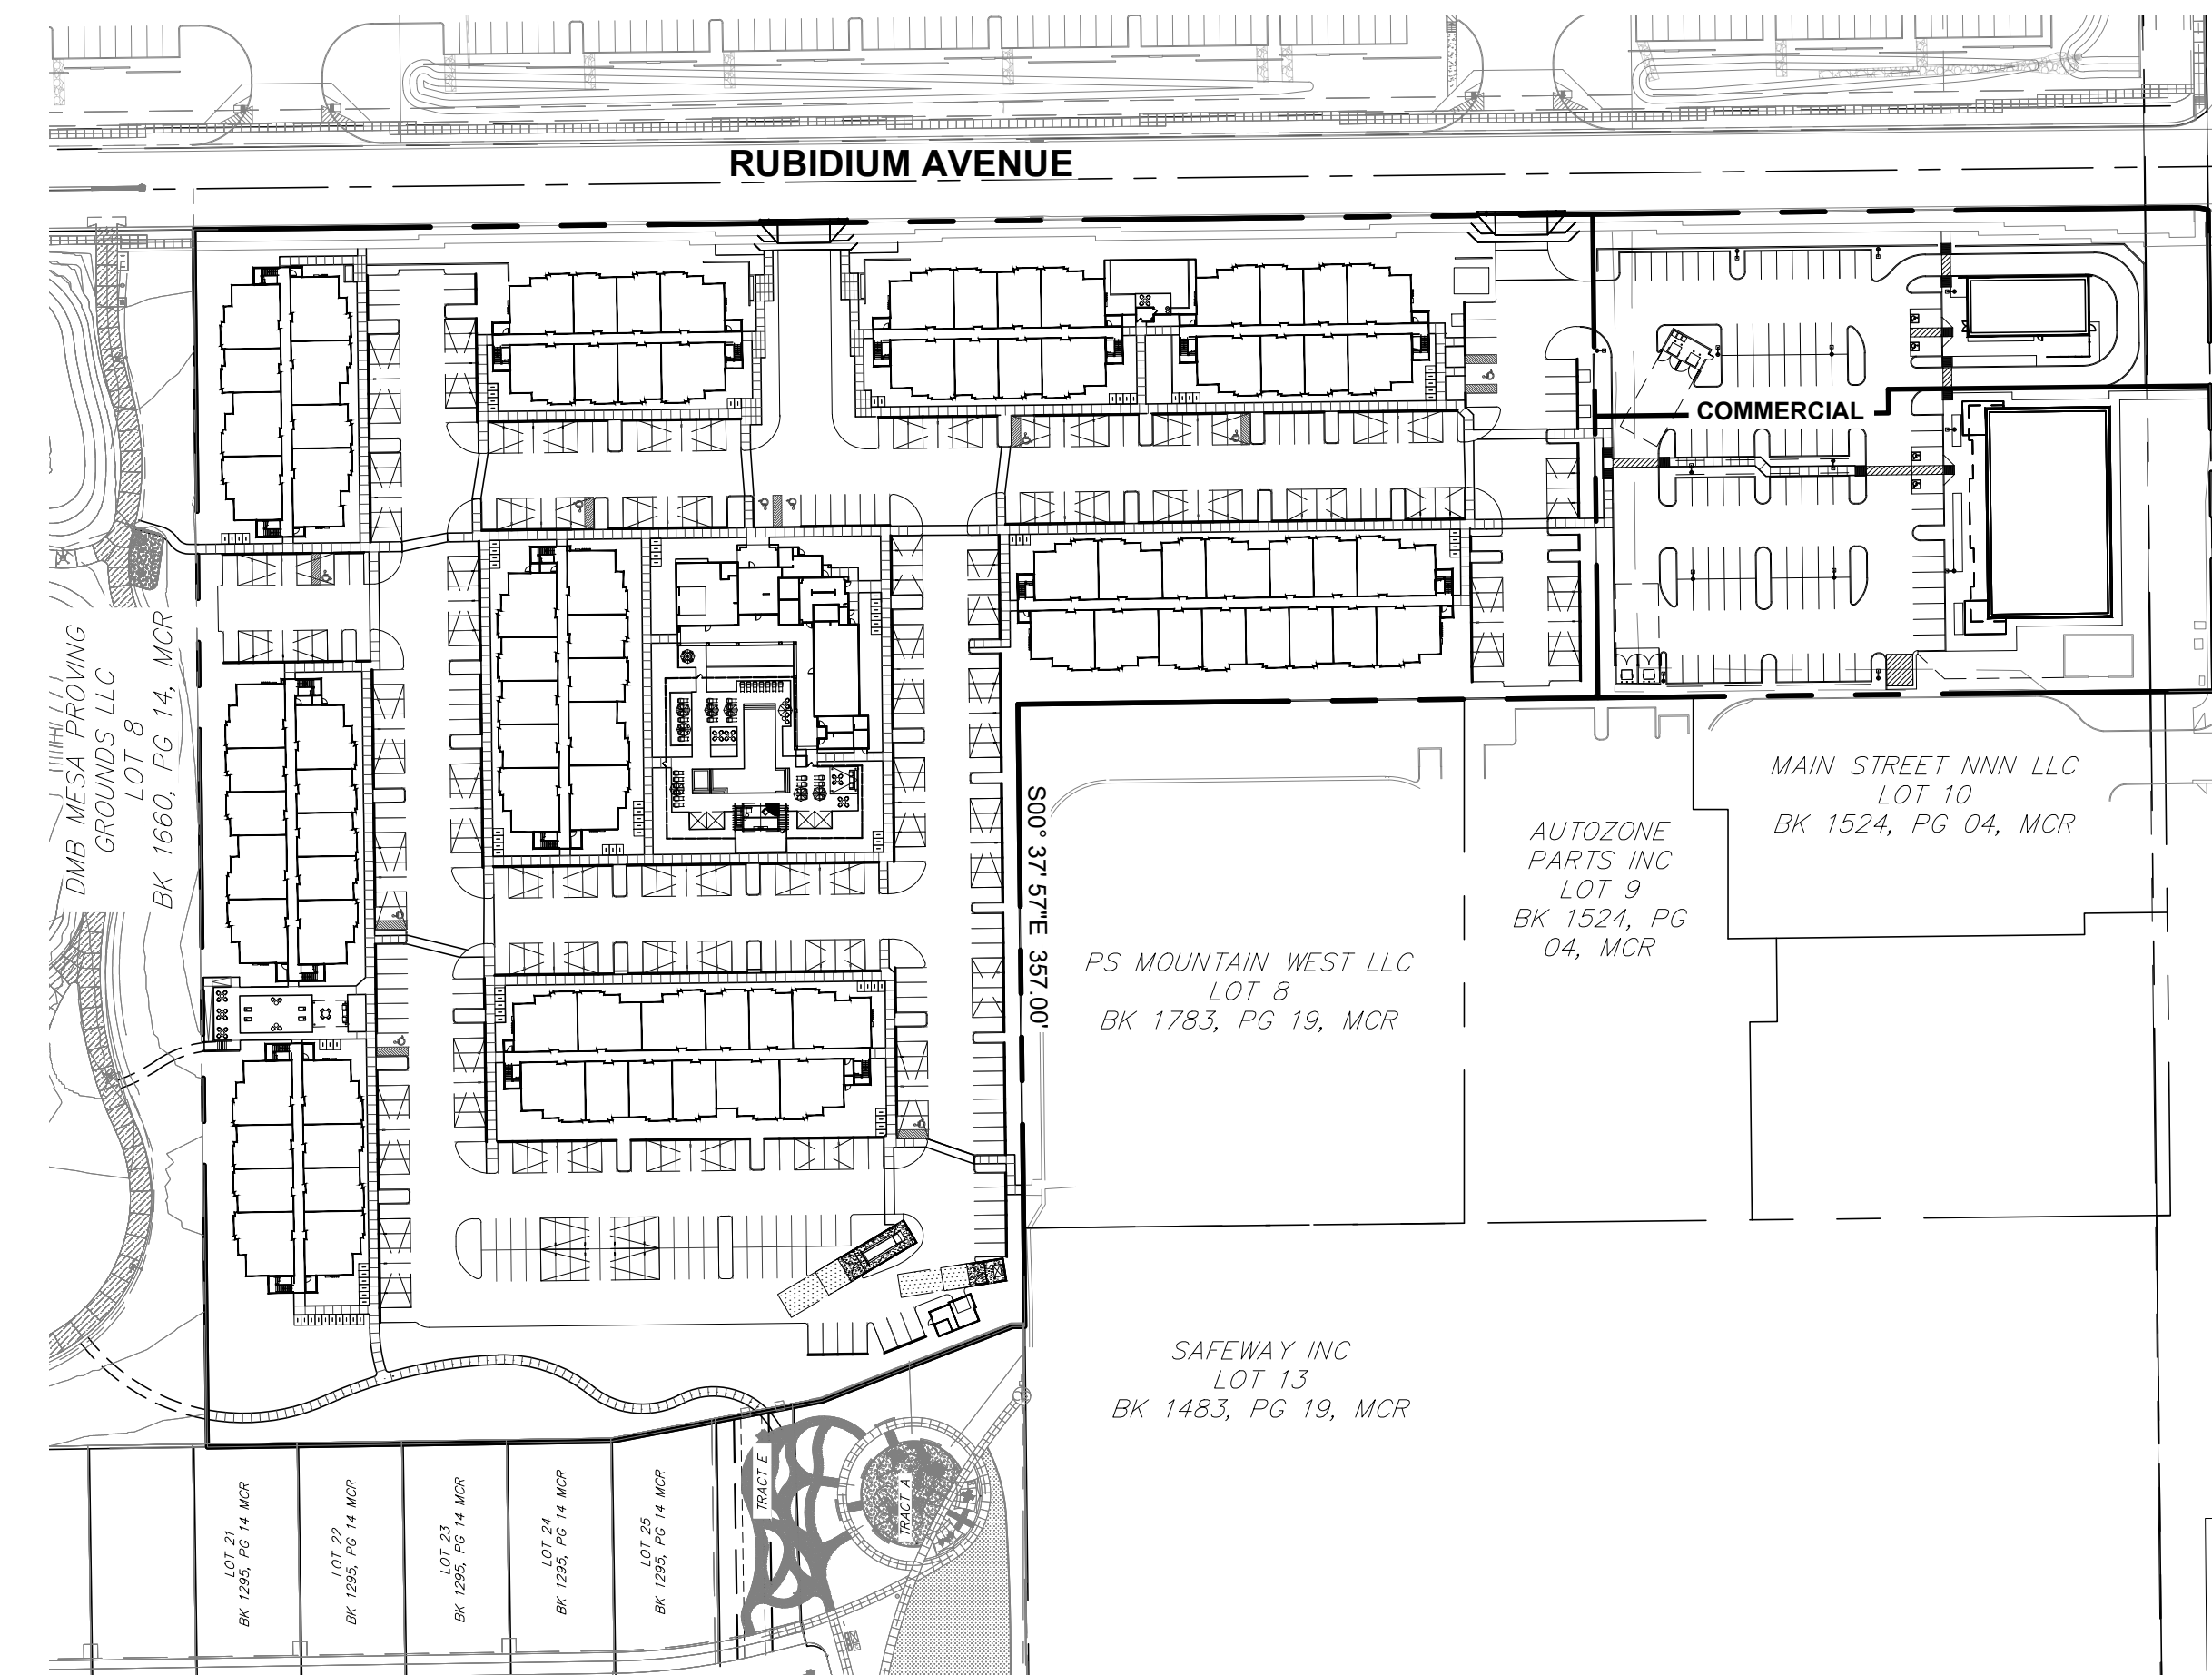 RUBIDIUM AVENUE
COMMERCIAL
DMB MESA PROVING
GROUNDS LLC
LOT 8
BK 1660, PG 14, MCR
S00° 37' 57"E 357.00'
MAIN STREET NNN LLC
LOT 10
BK 1524, PG 04, MCR
AUTOZONE
PARTS INC
LOT 9
BK 1524, PG
04, MCR
PS MOUNTAIN WEST LLC
LOT 8
BK 1783, PG 19, MCR
SAFEWAY INC
LOT 13
BK 1483, PG 19, MCR
LOT 21
BK 1295, PG 14 MCR
LOT 22
BK 1295, PG 14 MCR
LOT 23
BK 1295, PG 14 MCR
LOT 24
BK 1295, PG 14 MCR
LOT 25
BK 1295, PG 14 MCR
TRACT E
TRACT A